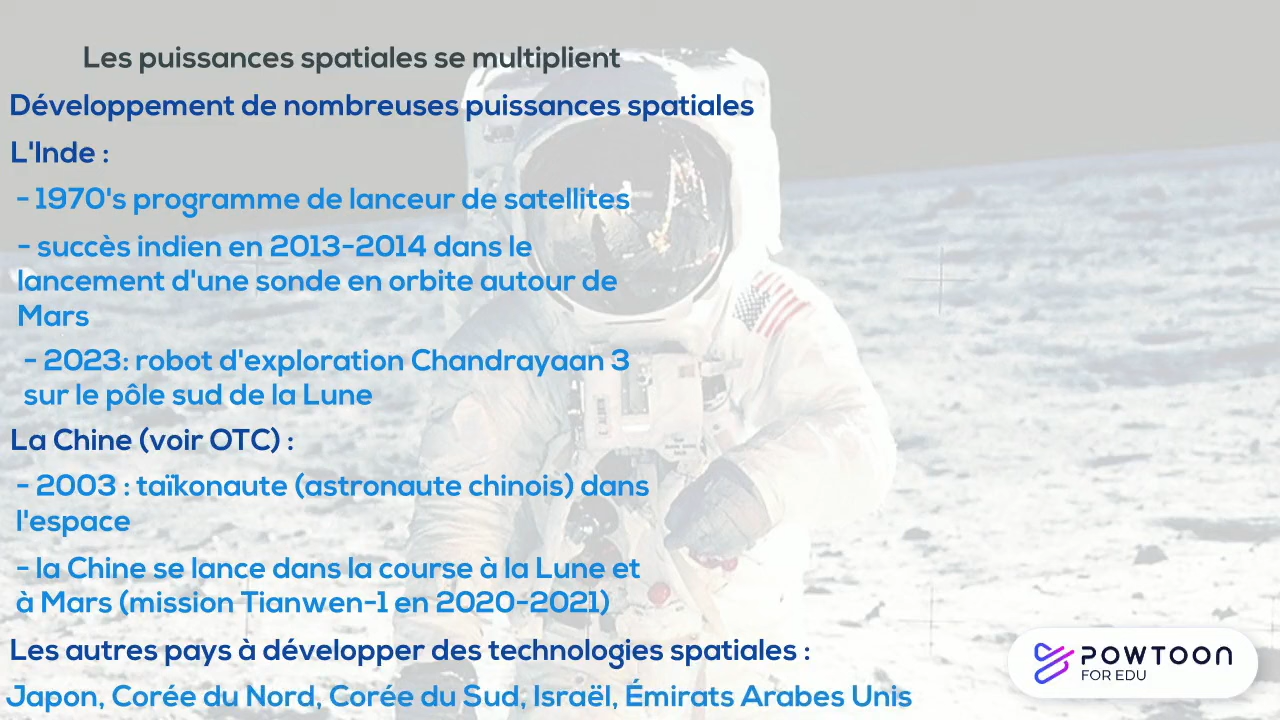 Les puissances spatiales se multiplient
Développement de nombreuses puissances spatiales
L'Inde :
- 1970's programme de lanceur de satellites
- succès indien en 2013-2014 dans le
lancement d'une sonde en orbite autour de
Mars
- 2023: robot d'exploration Chandrayaan 3
sur le pôle sud de la Lune
La Chine (voir OTC) :
- 2003 : taïkonaute (astronaute chinois) dans
l'espace
- la Chine se lance dans la course à la Lune et
à Mars (mission Tianwen-1 en 2020-2021)
Les autres pays à développer des technologies spatiales :
Japon, Corée du Nord, Corée du Sud, Israël, Émirats Arabes Unis
POWTOON
FOR EDU